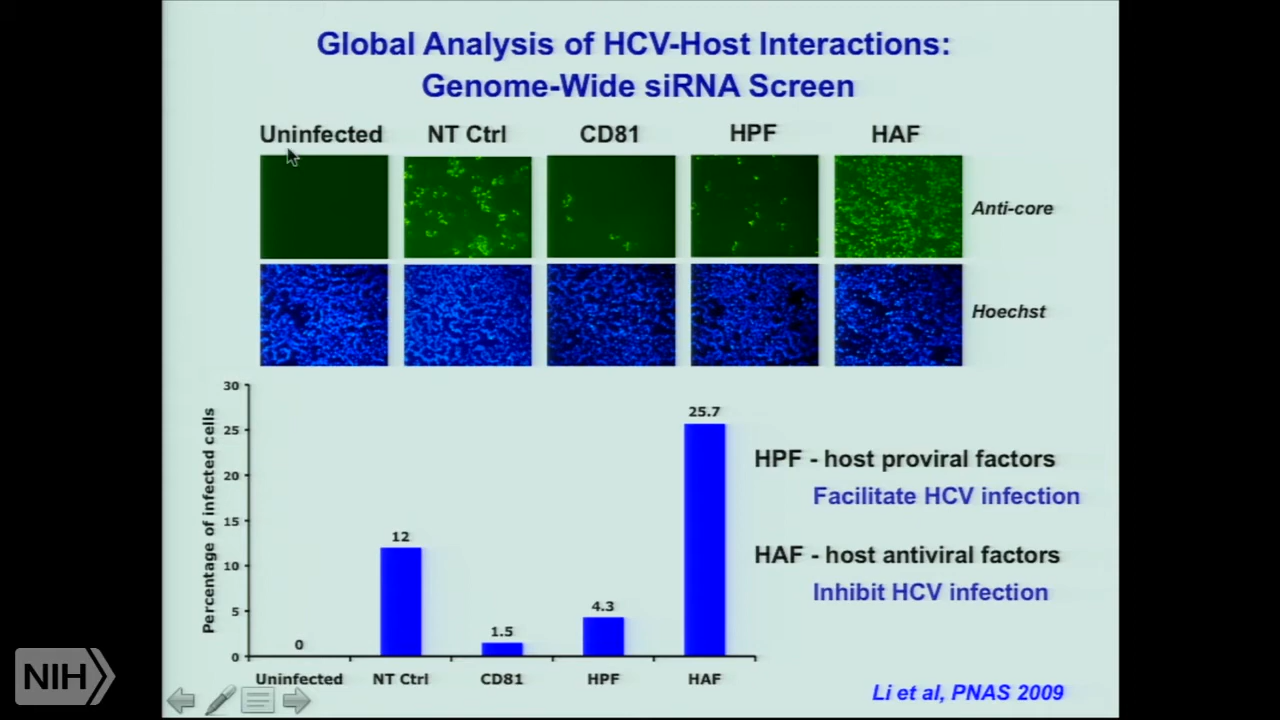 Global Analysis of HCV-Host Interactions:
Genome-Wide siRNA Screen
Uninfected NT Ctrl CD81 HPF HAF
Anti-core
Hoechst
Percentage of infected cells
30
25
20
15
10
5
0
0
12
1.5
4.3
25.7
Uninfected NT Ctrl CD81 HPF HAF
HPF - host proviral factors
Facilitate HCV infection
HAF - host antiviral factors
Inhibit HCV infection
Li et al, PNAS 2009
NIH